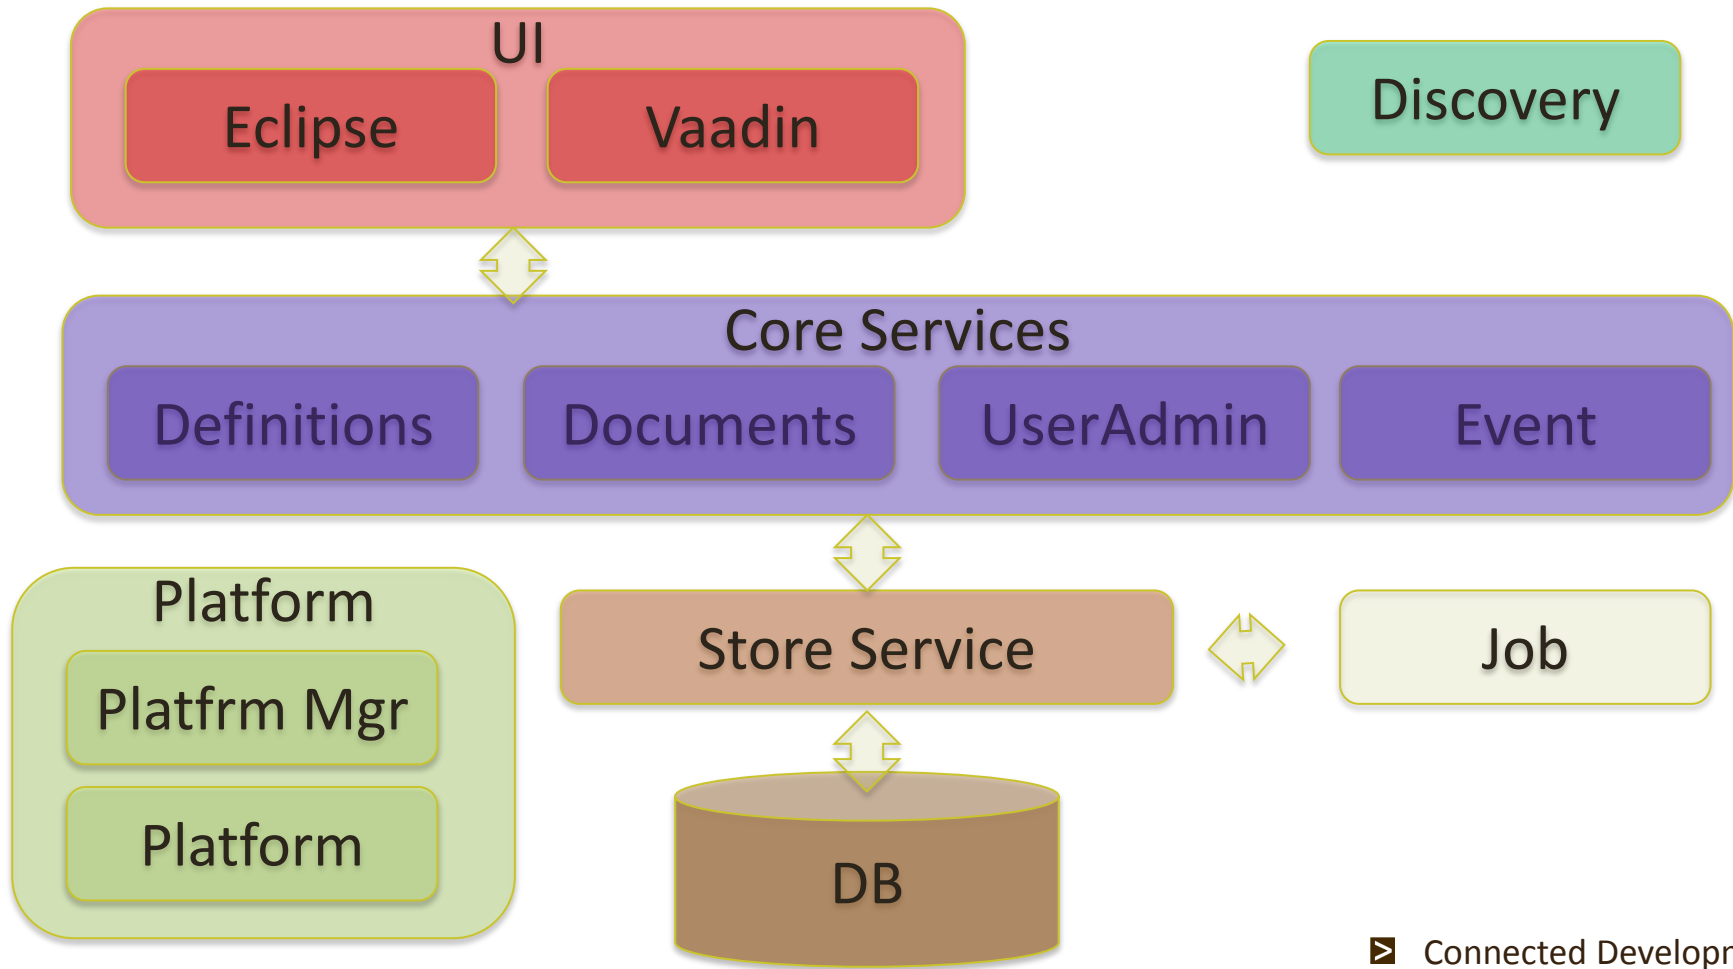 UI
Eclipse
Vaadin
Discovery
Core Services
Definitions
Documents
UserAdmin
Event
Platform
Platfrm Mgr
Platform
Store Service
Job
DB
> Connected Developm